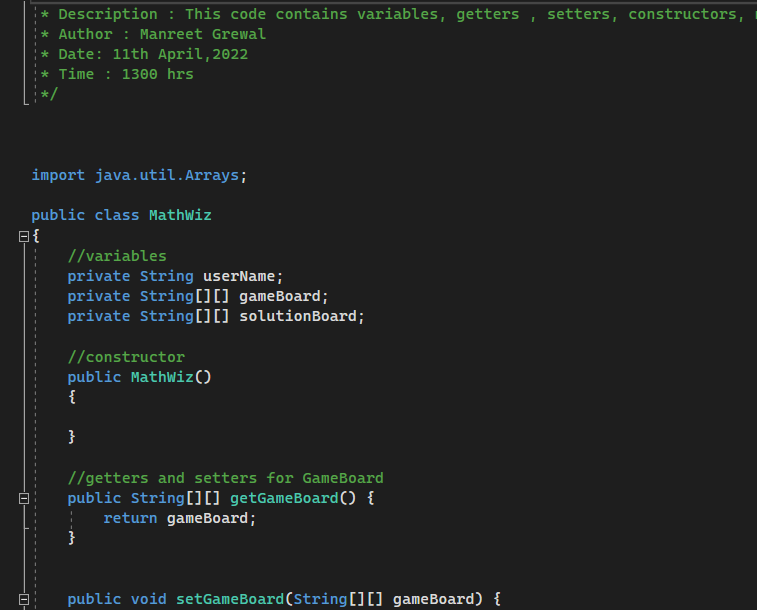 * Description : This code contains variables, getters , setters, constructors,
* Author : Manreet Grewal
* Date: 11th April,2022
* Time : 1300 hrs
*/
import java.util.Arrays;
public class MathWiz
{
//variables
private String userName;
private String[][] gameBoard;
private String[][] solutionBoard;
//constructor
public MathWiz()
{
}
//getters and setters for GameBoard
public String[][] getGameBoard() {
return gameBoard;
}
public void setGameBoard(String[][] gameBoard) {